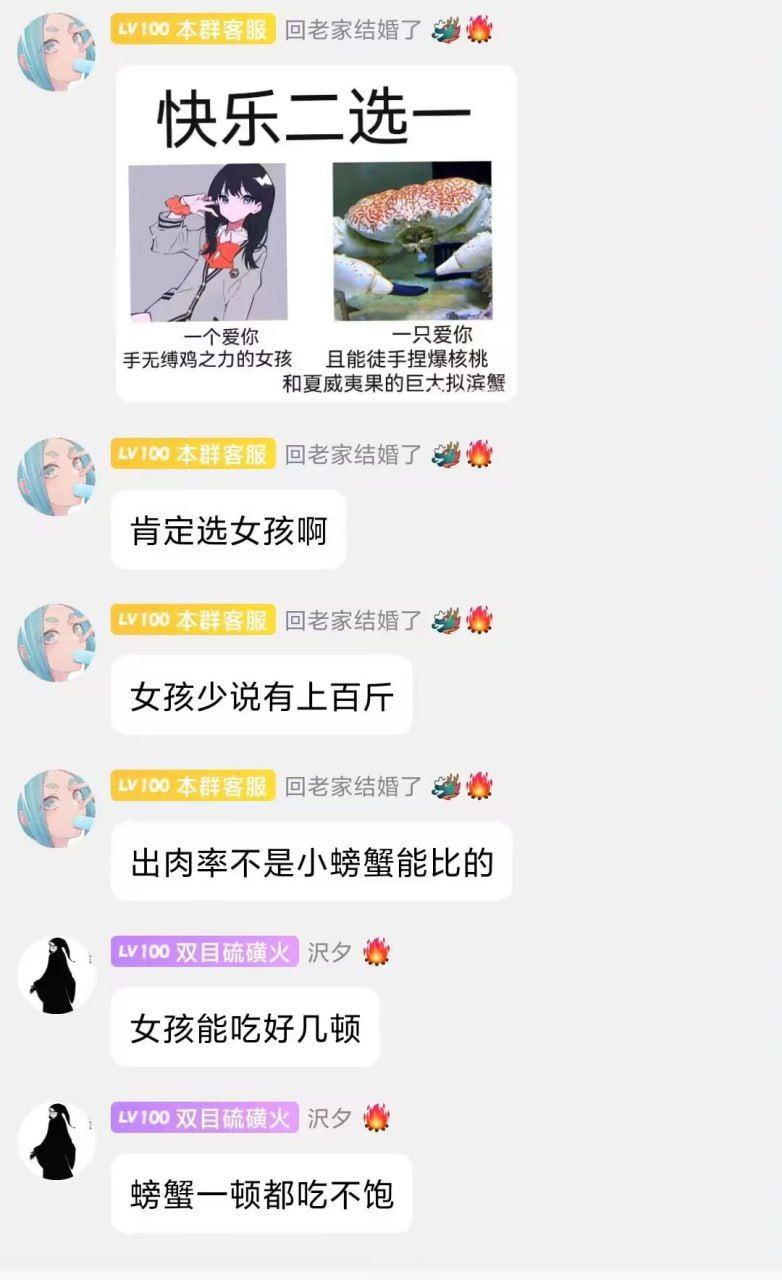 LV100 本群客服 回老家结婚了
快乐二选一
一个爱你
手无缚鸡之力的女孩
一只爱你
且能徒手捏爆核桃
和夏威夷果的巨大拟滨蟹
LV100 本群客服 回老家结婚了
肯定选女孩啊
LV100 本群客服 回老家结婚了
女孩少说有上百斤
LV100 本群客服 回老家结婚了
出肉率不是小螃蟹能比的
LV100 双目硫磺火 沢夕
女孩能吃好几顿
LV100 双目硫磺火 沢夕
螃蟹一顿都吃不饱